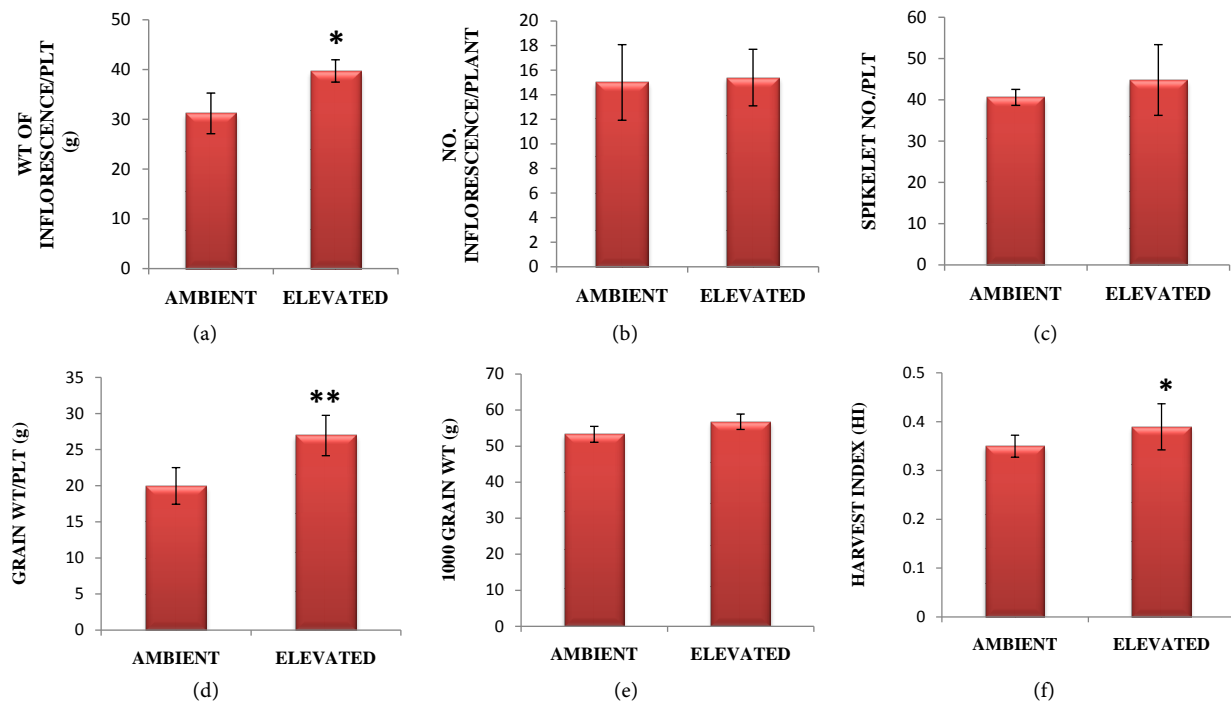 WT OF
INFLORESCENCE/PLT
(g)
50
40
30
20
10
0
*
AMBIENT ELEVATED
(a)
NO.
INFLORESCENCE/PLANT
20
18
16
14
12
10
8
6
4
2
0
AMBIENT ELEVATED
(b)
SPIKELET NO./PLT
60
50
40
30
20
10
0
AMBIENT ELEVATED
(c)
GRAIN WT/PLT (g)
35
30
25
20
15
10
5
0
**
AMBIENT ELEVATED
(d)
1000 GRAIN WT (g)
70
60
50
40
30
20
10
0
AMBIENT ELEVATED
(e)
HARVEST INDEX (HI)
0.5
0.4
0.3
0.2
0.1
0
*
AMBIENT ELEVATED
(f)